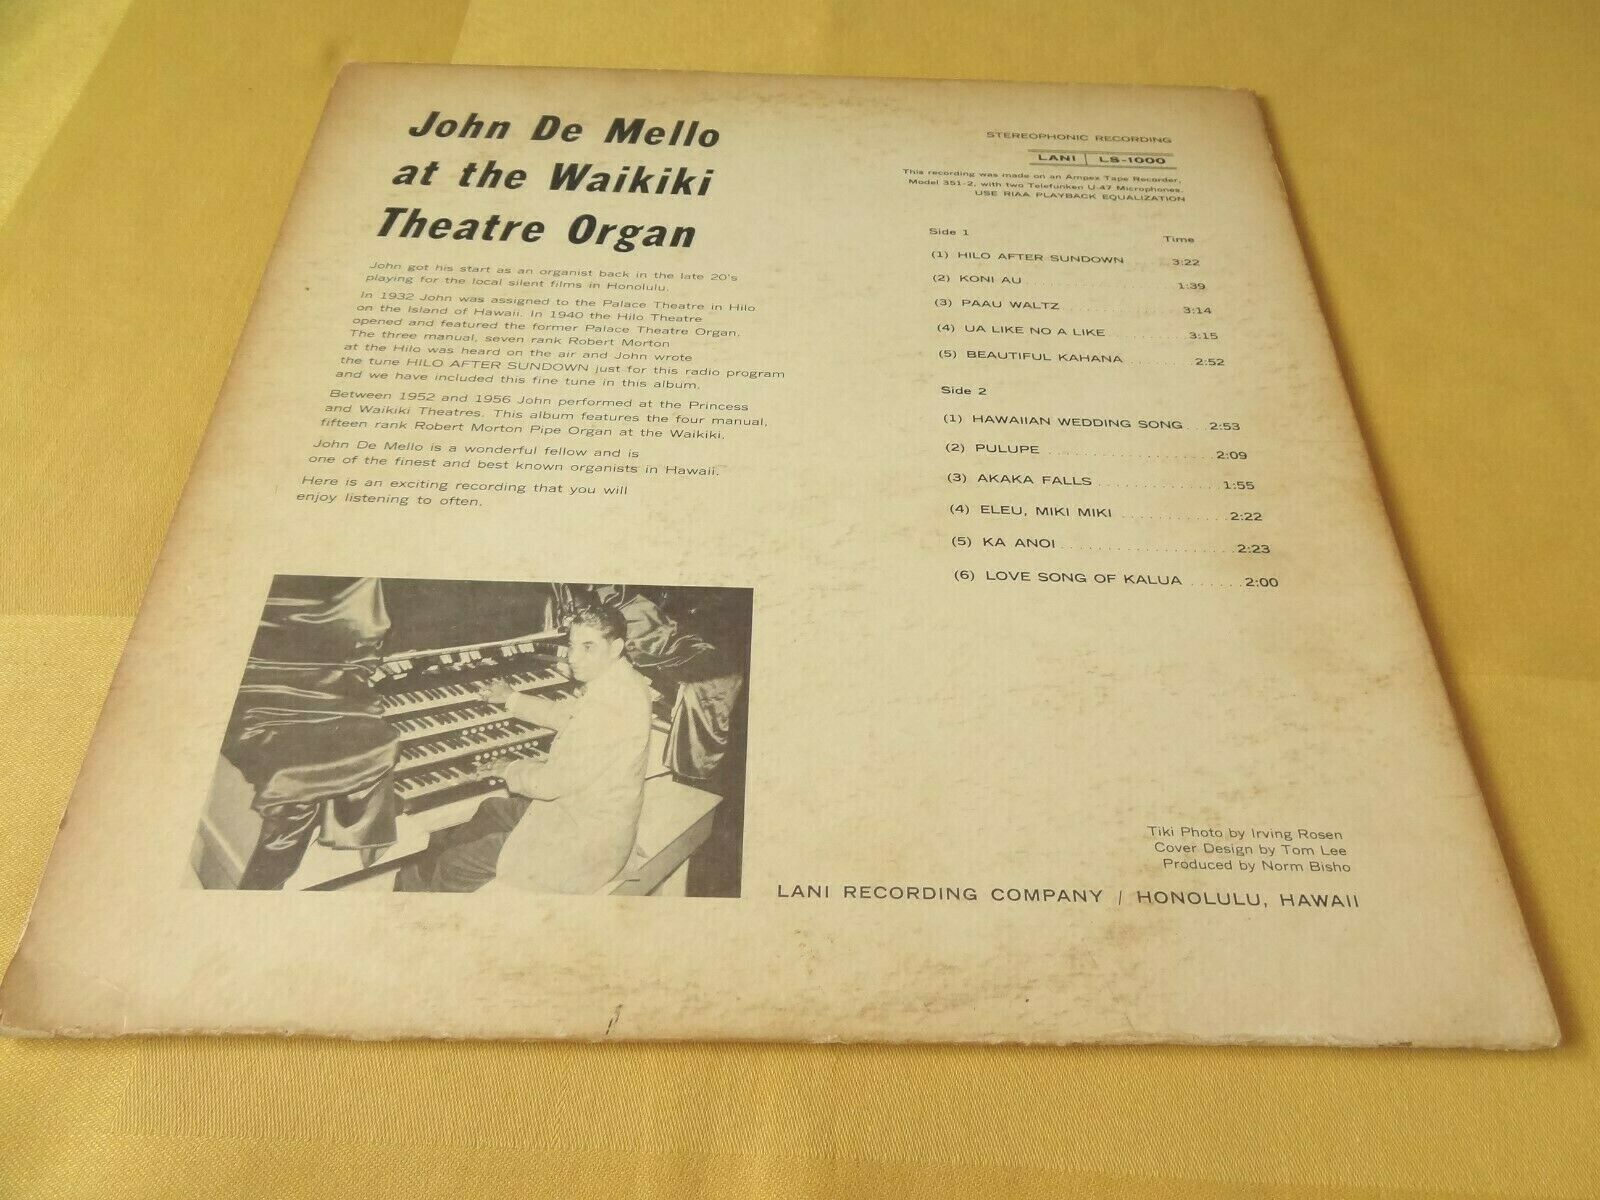 John De Mello
at the Waikiki
Theatre Organ
John got his start as an organist back in the late 20's
playing for the local silent films in Honolulu.
In 1932 John was assigned to the Palace Theatre in Hilo
on the Island of Hawaii. In 1940 the Hilo Theatre
opened and featured the former Palace Theatre Organ.
The three manual, seven rank Robert Morton
at the Hilo was heard on the air and John wrote
the tune HILO AFTER SUNDOWN just for this radio program
and we have included this fine tune in this album.
Between 1952 and 1956 John performed at the Princess
and Waikiki Theatres. This album features the four manual,
fifteen rank Robert Morton Pipe Organ at the Waikiki.
John De Mello is a wonderful fellow and is
one of the finest and best known organists in Hawaii.
Here is an exciting recording that you will
enjoy listening to often.
STEREOPHONIC RECORDING
LANI | LS-1000
This recording was made on an Ampex Tape Recorder,
Model 351-2, with two Telefunken U-47 Microphones.
USE RIAA PLAYBACK EQUALIZATION
Side 1 Time
(1) HILO AFTER SUNDOWN 3:22
(2) KONI AU 1:39
(3) PAAU WALTZ 3:14
(4) UA LIKE NO A LIKE 3:15
(5) BEAUTIFUL KAHANA 2:52
Side 2
(1) HAWAIIAN WEDDING SONG 2:53
(2) PULUPE 2:09
(3) AKAKA FALLS 1:55
(4) ELEU, MIKI MIKI 2:22
(5) KA ANOI 2:23
(6) LOVE SONG OF KALUA 2:00
Tiki Photo by Irving Rosen
Cover Design by Tom Lee
Produced by Norm Bisho
LANI RECORDING COMPANY / HONOLULU, HAWAII